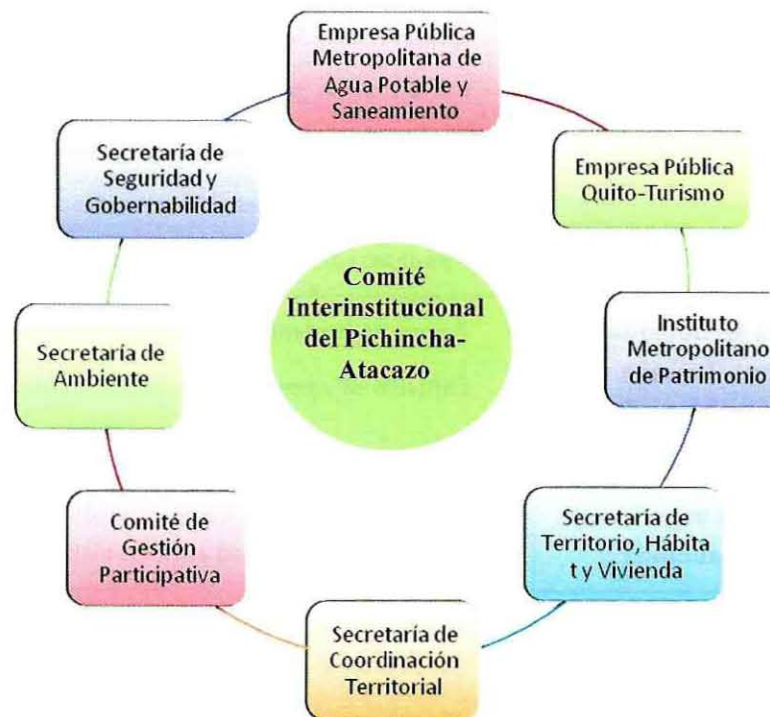 Empresa Pública
Metropolitana de
Agua Potable y
Saneamiento
Empresa Pública
Quito-Turismo
Instituto
Metropolitano
de Patrimonio
Secretaría de
Territorio, Hábita
t y Vivienda
Secretaría de
Coordinación
Territorial
Comité de
Gestión
Participativa
Secretaría de
Ambiente
Secretaría de
Seguridad y
Gobernabilidad
Comité
Interinstitucional
del Pichincha-
Atacazo